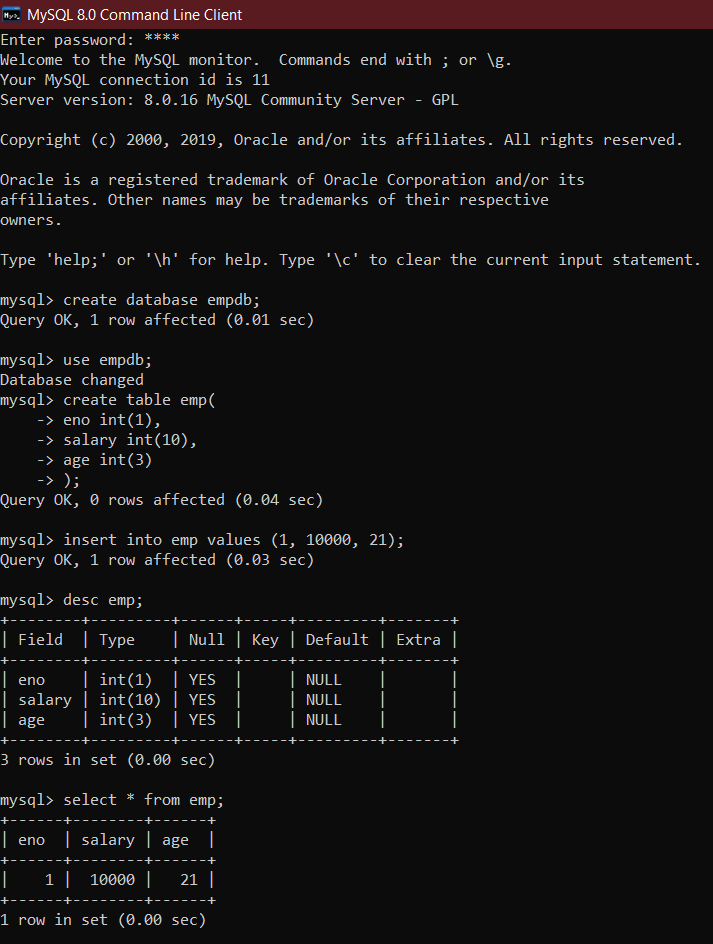 MySQL 8.0 Command Line Client
Enter password: ****
Welcome to the MySQL monitor.  Commands end with ; or \g.
Your MySQL connection id is 11
Server version: 8.0.16 MySQL Community Server - GPL

Copyright (c) 2000, 2019, Oracle and/or its affiliates. All rights reserved.

Oracle is a registered trademark of Oracle Corporation and/or its
affiliates. Other names may be trademarks of their respective
owners.

Type 'help;' or '\h' for help. Type '\c' to clear the current input statement.

mysql> create database empdb;
Query OK, 1 row affected (0.01 sec)

mysql> use empdb;
Database changed
mysql> create table emp(
    -> eno int(1),
    -> salary int(10),
    -> age int(3)
    -> );
Query OK, 0 rows affected (0.04 sec)

mysql> insert into emp values (1, 10000, 21);
Query OK, 1 row affected (0.03 sec)

mysql> desc emp;
+--------+---------+------+-----+---------+-------+
| Field  | Type    | Null | Key | Default | Extra |
+--------+---------+------+-----+---------+-------+
| eno    | int(1)  | YES  |     | NULL    |       |
| salary | int(10) | YES  |     | NULL    |       |
| age    | int(3)  | YES  |     | NULL    |       |
+--------+---------+------+-----+---------+-------+
3 rows in set (0.00 sec)

mysql> select * from emp;
+------+--------+------+
| eno  | salary | age  |
+------+--------+------+
|    1 |  10000 |   21 |
+------+--------+------+
1 row in set (0.00 sec)